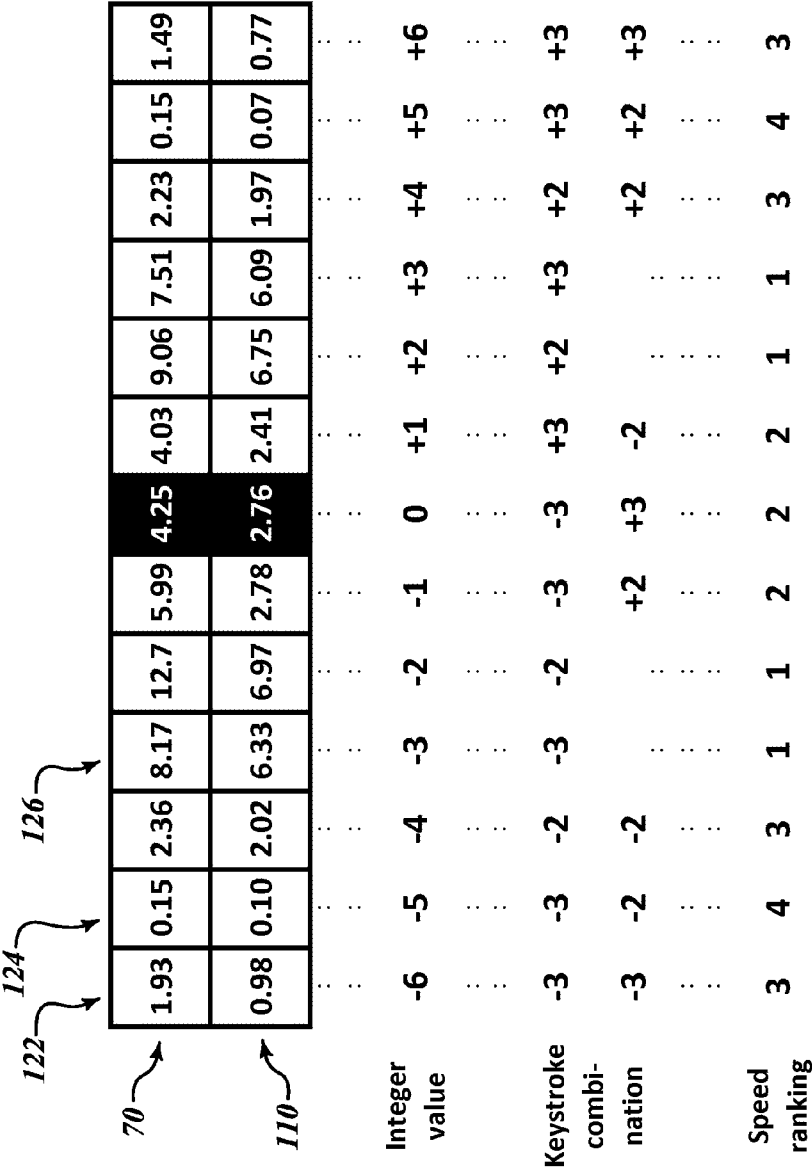 122 124 126
70 1.93 0.15 2.36 8.17 12.7 5.99 4.25 4.03 9.06 7.51 2.23 0.15 1.49
110 0.98 0.10 2.02 6.33 6.97 2.78 2.76 2.41 6.75 6.09 1.97 0.07 0.77
Integer
value
-6 -5 -4 -3 -2 -1 0 +1 +2 +3 +4 +5 +6
Keystroke -3 -3 -2 -3 -2 -3 -3 +3 +2 +3 +2 +3 +3
combi-
nation -3 -2 -2 +2 +3 -2 +2 +2 +3
Speed
ranking
3 4 3 1 1 2 2 2 1 1 3 4 3